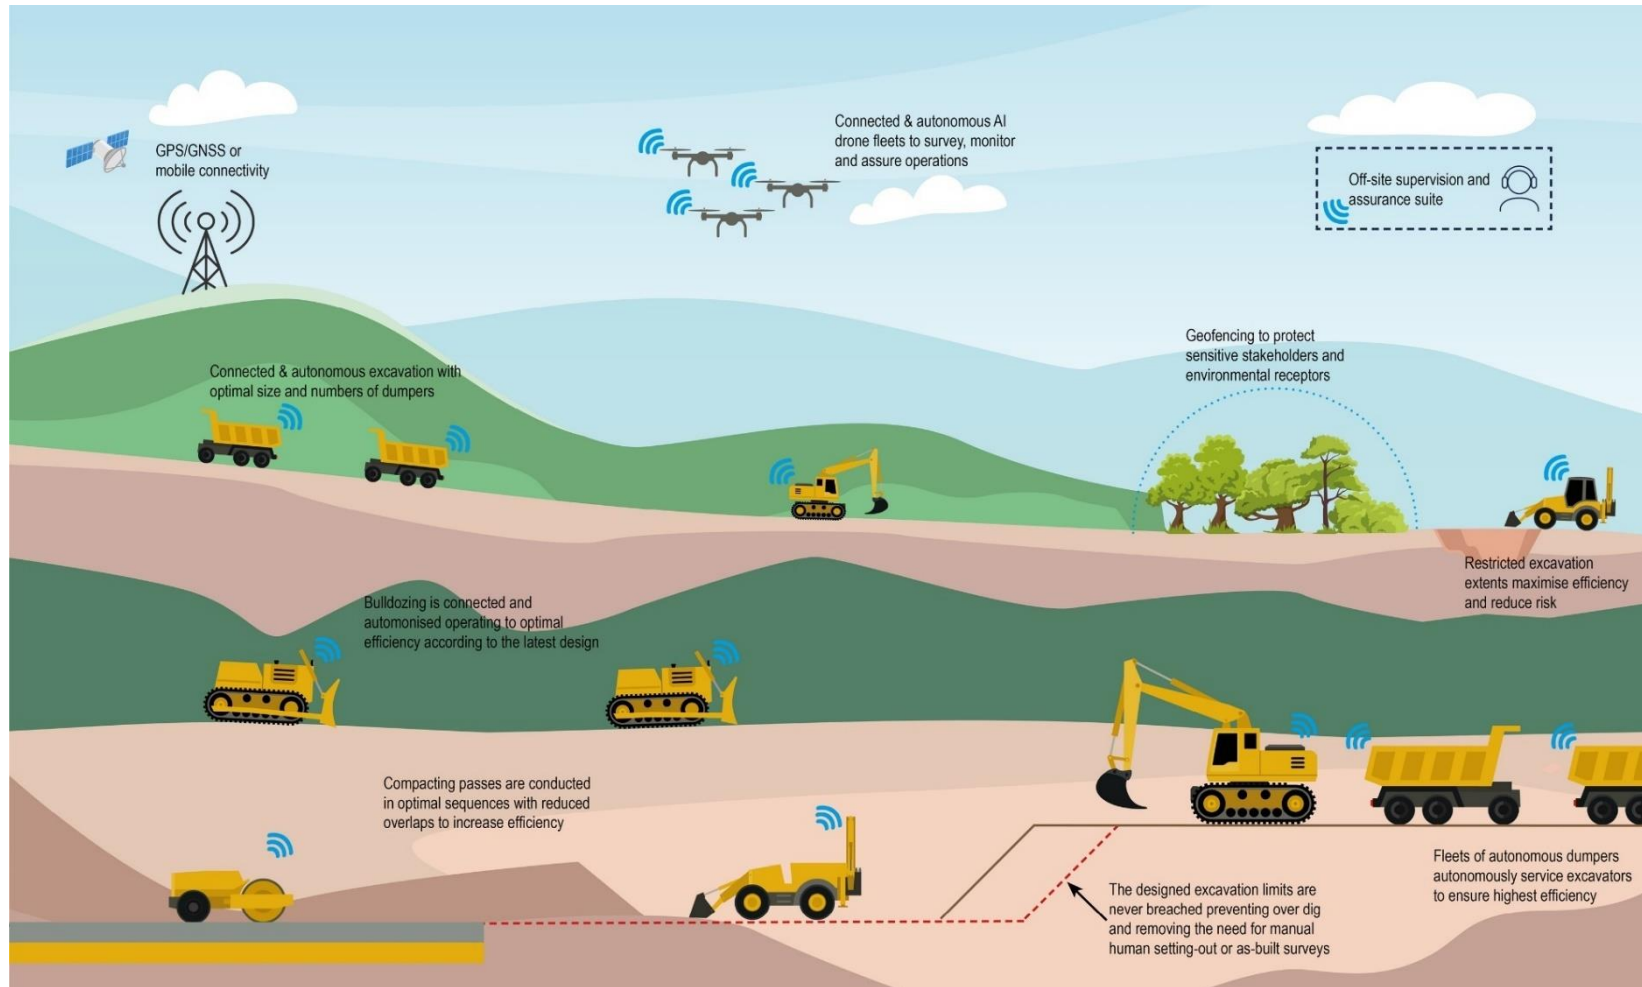 GPS/GNSS or
mobile connectivity
Connected & autonomous AI
drone fleets to survey, monitor
and assure operations
Off-site supervision and
assurance suite
Connected & autonomous excavation with
optimal size and numbers of dumpers
Geofencing to protect
sensitive stakeholders and
environmental receptors
Restricted excavation
extents maximise efficiency
and reduce risk
Bulldozing is connected and
automonised operating to optimal
efficiency according to the latest design
Compacting passes are conducted
in optimal sequences with reduced
overlaps to increase efficiency
The designed excavation limits are
never breached preventing over dig
and removing the need for manual
human setting-out or as-built surveys
Fleets of autonomous dumpers
autonomously service excavators
to ensure highest efficiency